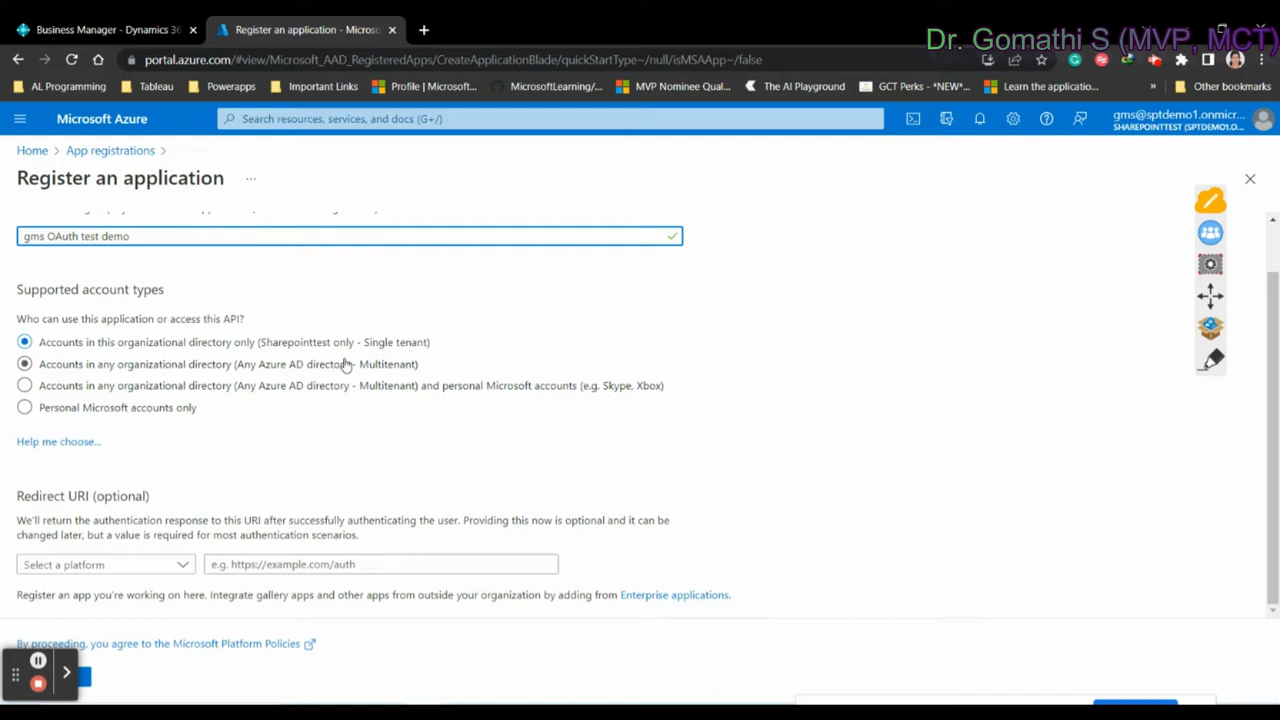 Business Manager - Dynamics 36
Register an application - Microso
Dr. Gomathi S (MVP, MCT)
portal.azure.com/#view/Microsoft_AAD_RegisteredApps/CreateApplicationBlade/quickStartType~/null/isMSAApp~/false
AL Programming
Tableau
Powerapps
Important Links
Profile | Microsoft...
MicrosoftLearning/...
MVP Nominee Qual...
The AI Playground
GCT Perks - *NEW*...
Learn the applicatio...
»
Other bookmarks
Microsoft Azure
Search resources, services, and docs (G+/)
gms@sptdemo1.onmicr...
SHAREPOINTTEST (SPTDEMO1.O...
Home > App registrations >
Register an application
...
gms OAuth test demo
Supported account types
Who can use this application or access this API?
Accounts in this organizational directory only (Sharepointtest only - Single tenant)
Accounts in any organizational directory (Any Azure AD directory - Multitenant)
Accounts in any organizational directory (Any Azure AD directory - Multitenant) and personal Microsoft accounts (e.g. Skype, Xbox)
Personal Microsoft accounts only
Help me choose...
Redirect URI (optional)
We'll return the authentication response to this URI after successfully authenticating the user. Providing this now is optional and it can be
changed later, but a value is required for most authentication scenarios.
Select a platform
e.g. https://example.com/auth
Register an app you're working on here. Integrate gallery apps and other apps from outside your organization by adding from Enterprise applications.
By proceeding, you agree to the Microsoft Platform Policies